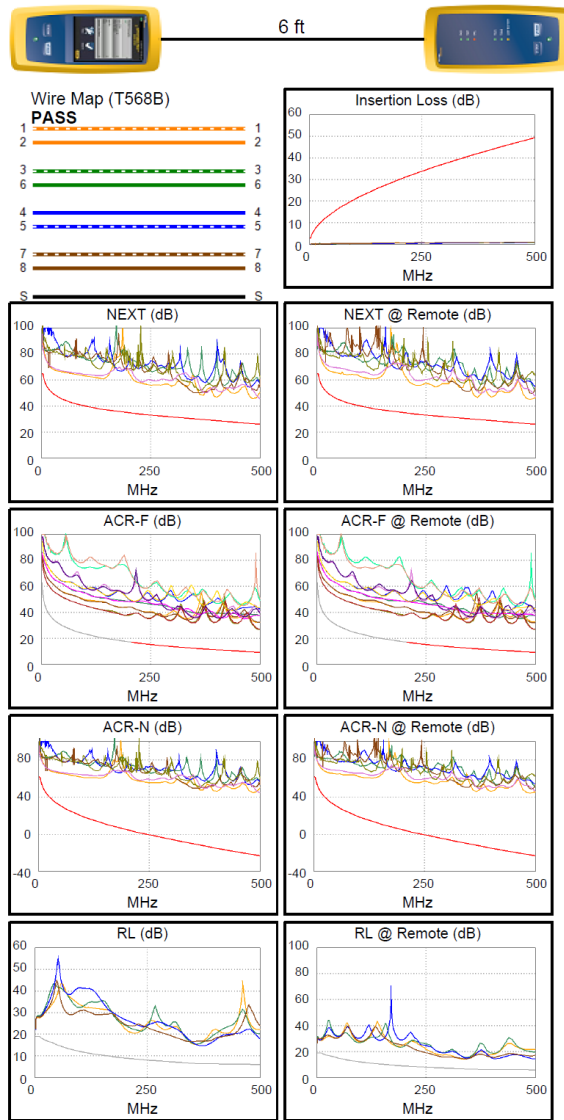 6 ft
Wire Map (T568B)
PASS
1 1
2 2
3 3
6 6
4 4
5 5
7 7
8 8
S S
Insertion Loss (dB)
60
50
40
30
20
10
0
0 250 500
MHz
NEXT (dB)
100
80
60
40
20
0
0 250 500
MHz
NEXT @ Remote (dB)
100
80
60
40
20
0
0 250 500
MHz
ACR-F (dB)
100
80
60
40
20
0
0 250 500
MHz
ACR-F @ Remote (dB)
100
80
60
40
20
0
0 250 500
MHz
ACR-N (dB)
80
40
0
-40
0 250 500
MHz
ACR-N @ Remote (dB)
80
40
0
-40
0 250 500
MHz
RL (dB)
60
50
40
30
20
10
0
0 250 500
MHz
RL @ Remote (dB)
100
80
60
40
20
0
0 250 500
MHz